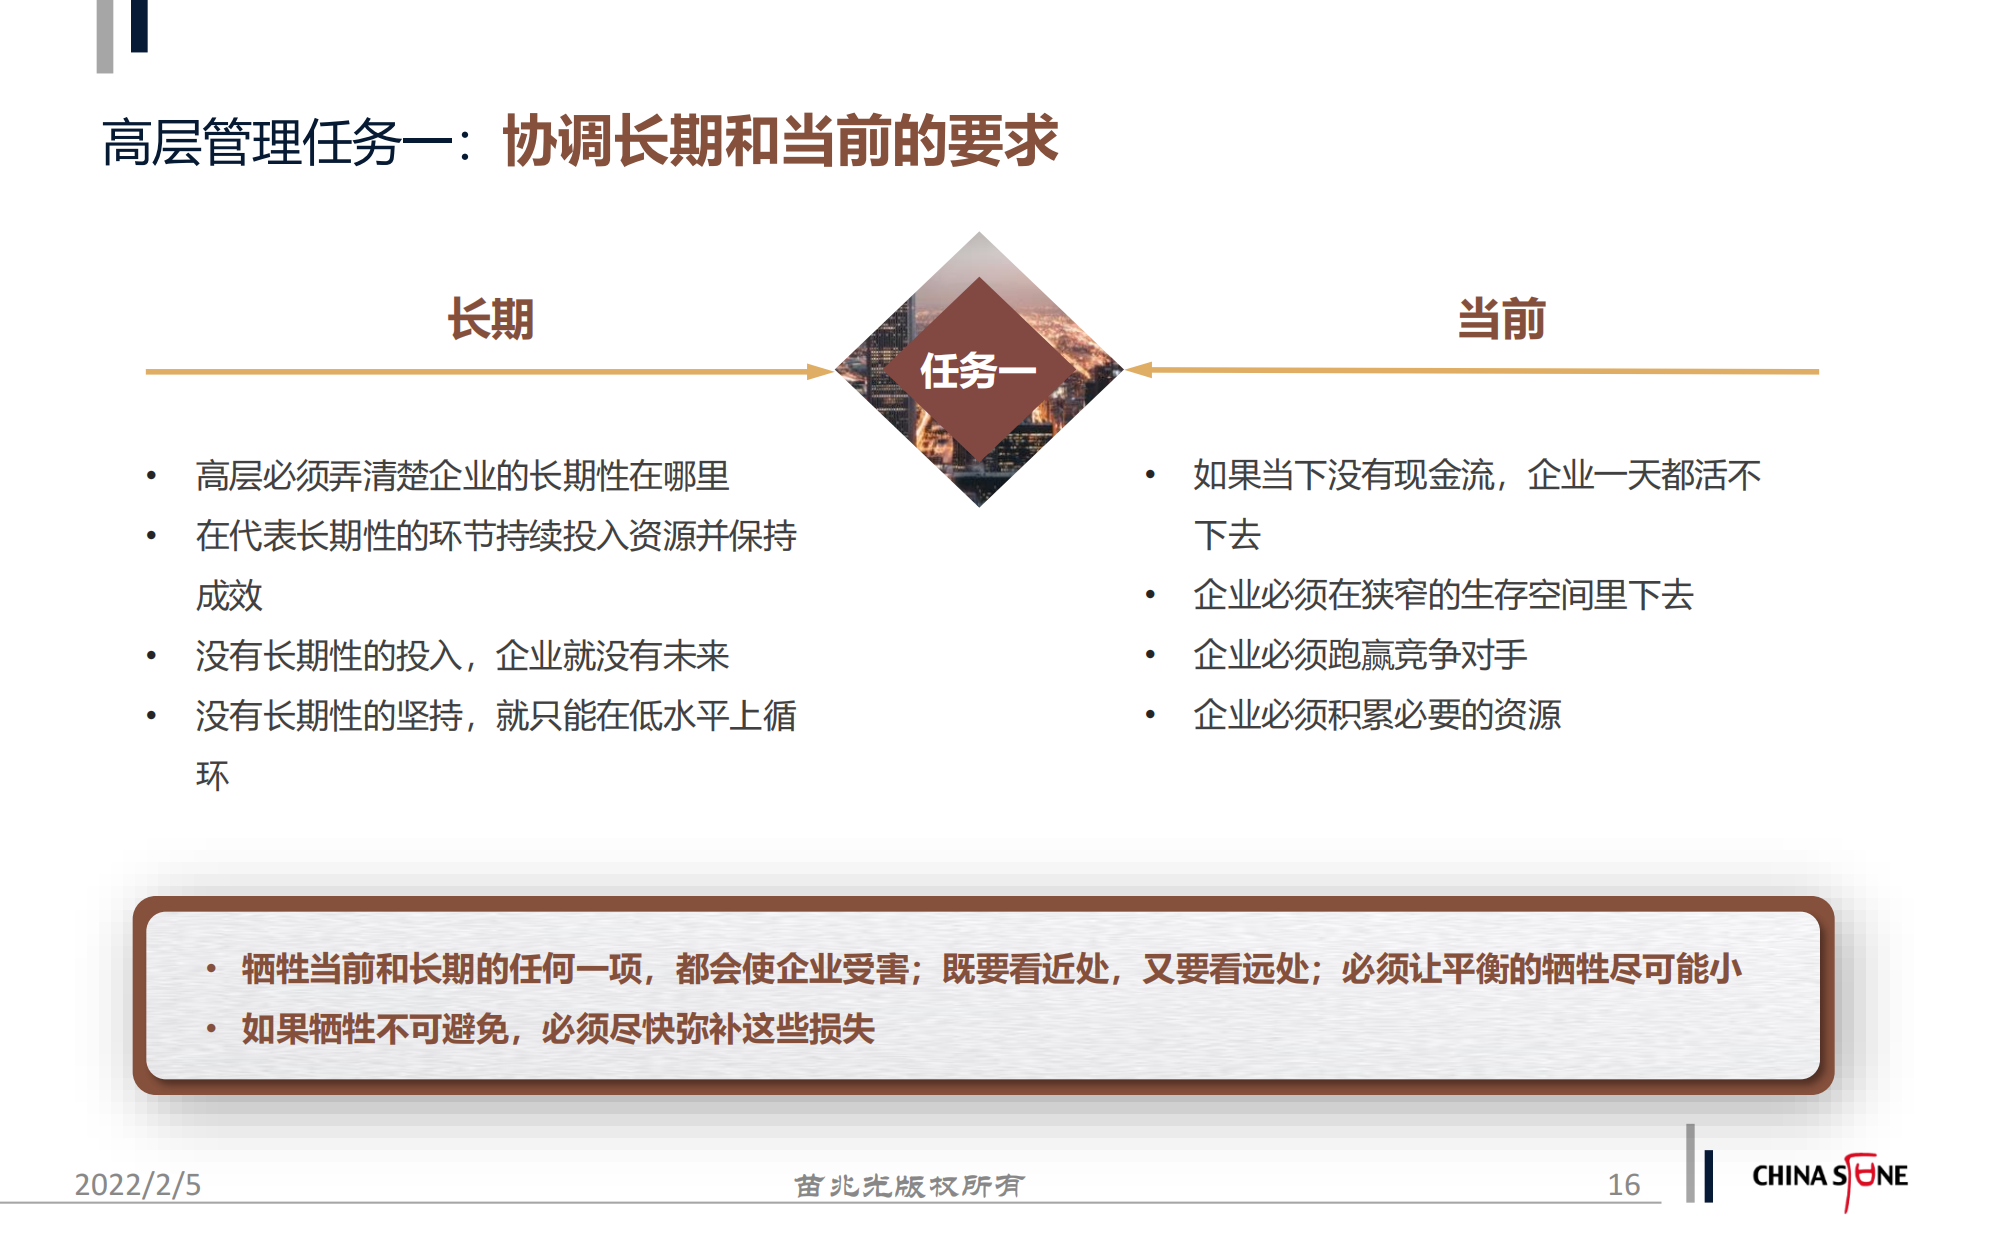 高层管理任务一：协调长期和当前的要求
长期
任务一
当前
• 高层必须弄清楚企业的长期性在哪里
• 在代表长期性的环节持续投入资源并保持
成效
• 没有长期性的投入，企业就没有未来
• 没有长期性的坚持，就只能在低水平上循
环
• 如果当下没有现金流，企业一天都活不
下去
• 企业必须在狭窄的生存空间里下去
• 企业必须跑赢竞争对手
• 企业必须积累必要的资源
• 牺牲当前和长期的任何一项，都会使企业受害；既要看近处，又要看远处；必须让平衡的牺牲尽可能小
• 如果牺牲不可避免，必须尽快弥补这些损失
2022/2/5
苗兆光版权所有
16
CHINA STONE